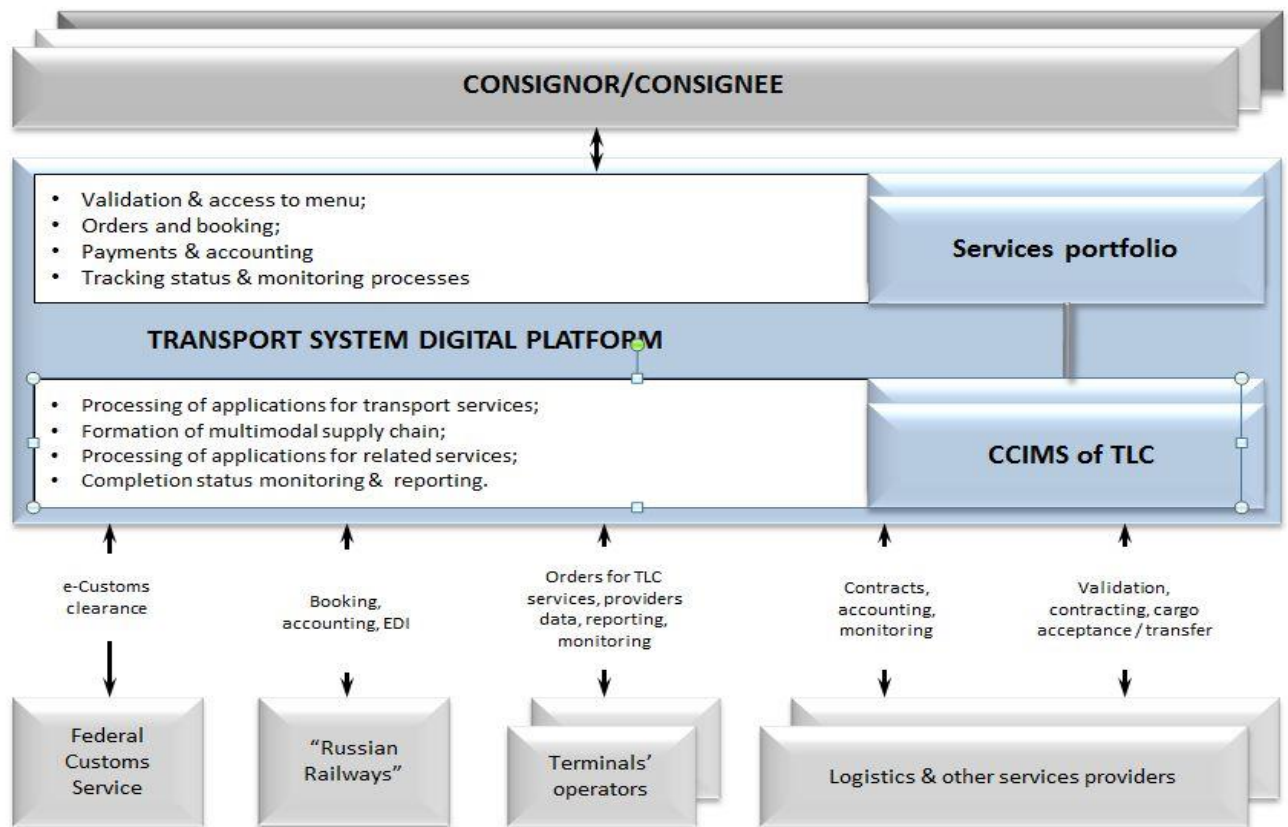 CONSIGNOR/CONSIGNEE
• Validation & access to menu;
• Orders and booking;
• Payments & accounting
• Tracking status & monitoring processes
Services portfolio
TRANSPORT SYSTEM DIGITAL PLATFORM
• Processing of applications for transport services;
• Formation of multimodal supply chain;
• Processing of applications for related services;
• Completion status monitoring & reporting.
CCIMS of TLC
e-Customs
clearance
Booking,
accounting, EDI
Orders for TLC
services, providers
data, reporting,
monitoring
Contracts,
accounting,
monitoring
Validation,
contracting, cargo
acceptance / transfer
Federal
Customs
Service
“Russian
Railways”
Terminals’
operators
Logistics & other services providers